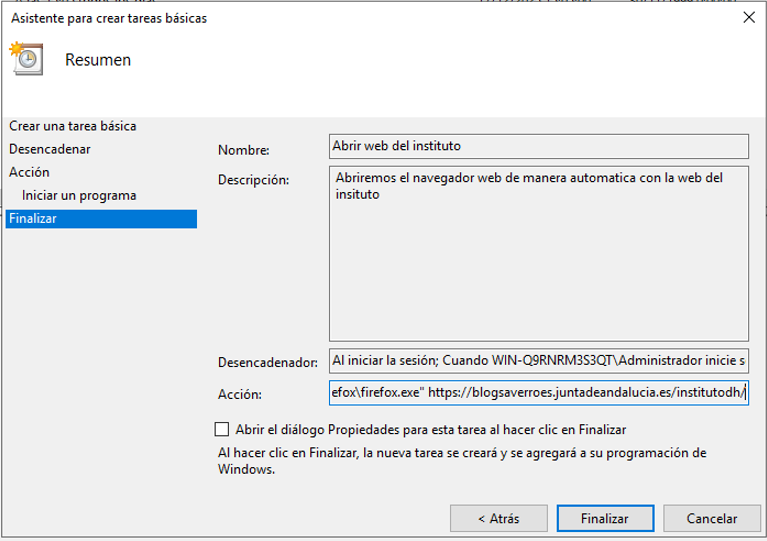 Asistente para crear tareas básicas
Resumen
Crear una tarea básica
Desencadenar
Acción
Iniciar un programa
Finalizar
Nombre:
Abrir web del instituto
Descripción:
Abriremos el navegador web de manera automatica con la web del
insituto
Desencadenador:
Al iniciar la sesión; Cuando WIN-Q9RNRM3S3QT\Administrador inicie s
Acción:
efox\firefox.exe" https://blogsaverroes.juntadeandalucia.es/institutodh/
Abrir el diálogo Propiedades para esta tarea al hacer clic en Finalizar
Al hacer clic en Finalizar, la nueva tarea se creará y se agregará a su programación de
Windows.
< Atrás
Finalizar
Cancelar